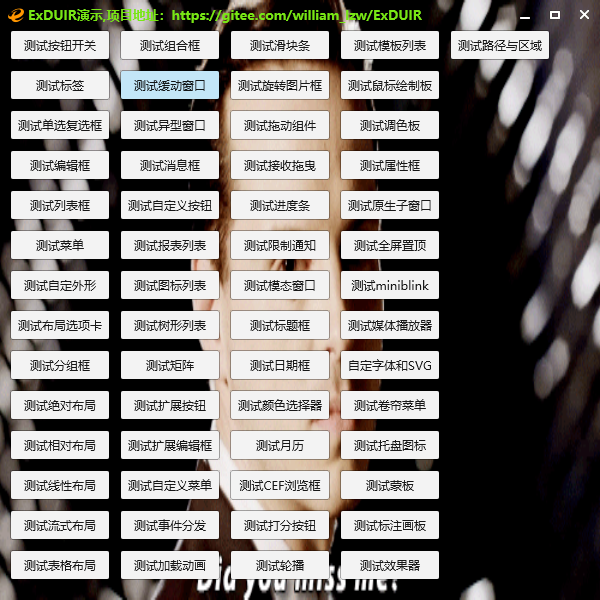 ExDUIR演示,项目地址：https://gitee.com/william_lzw/ExDUIR
测试按钮开关 测试组合框 测试滑块条 测试模板列表 测试路径与区域
测试标签 测试缓动窗口 测试旋转图片框 测试鼠标绘制板
测试单选复选框 测试异型窗口 测试拖动组件 测试调色板
测试编辑框 测试消息框 测试接收拖曳 测试属性框
测试列表框 测试自定义按钮 测试进度条 测试原生子窗口
测试菜单 测试报表列表 测试限制通知 测试全屏置顶
测试自定外形 测试图标列表 测试模态窗口 测试miniblink
测试布局选项卡 测试树形列表 测试标题框 测试媒体播放器
测试分组框 测试矩阵 测试日期框 自定字体和SVG
测试绝对布局 测试扩展按钮 测试颜色选择器 测试卷帘菜单
测试相对布局 测试扩展编辑框 测试月历 测试托盘图标
测试线性布局 测试自定义菜单 测试CEF浏览框 测试蒙板
测试流式布局 测试事件分发 测试打分按钮 测试标注画板
测试表格布局 测试加载动画 测试轮播 测试效果器
Did you miss me?